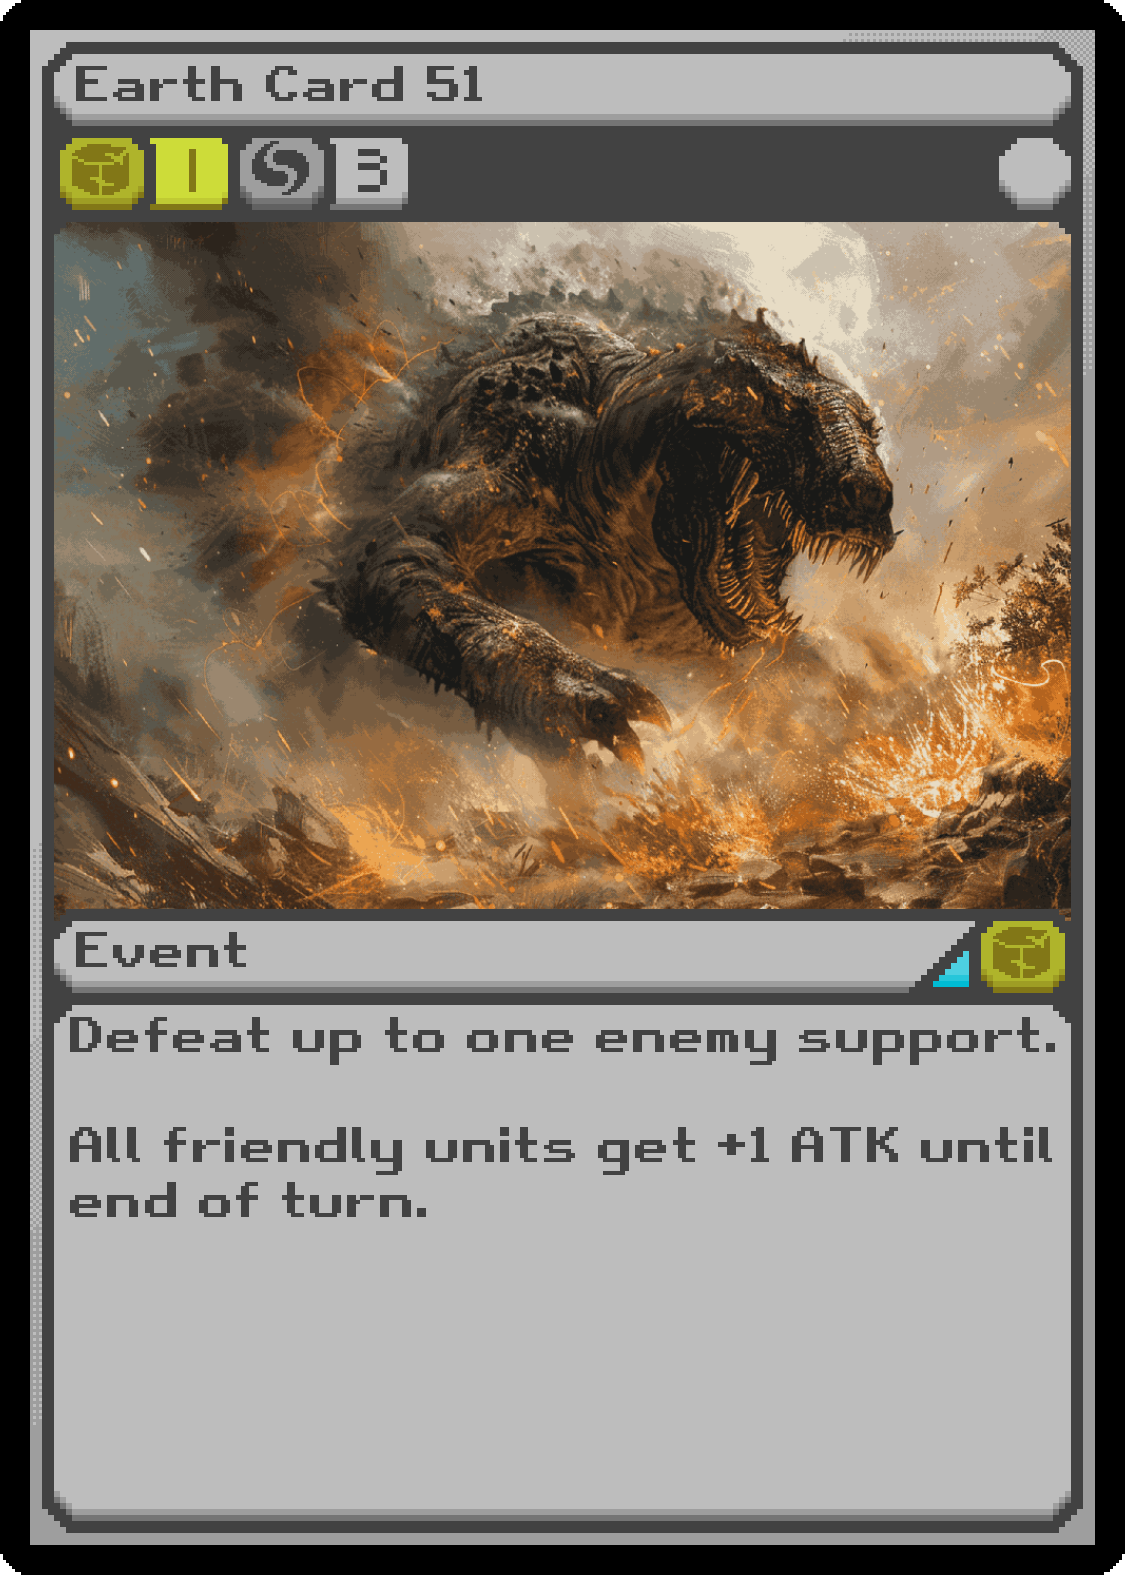 Earth Card 51
1 3
Event
Defeat up to one enemy support.
All friendly units get +1 ATK until
end of turn.